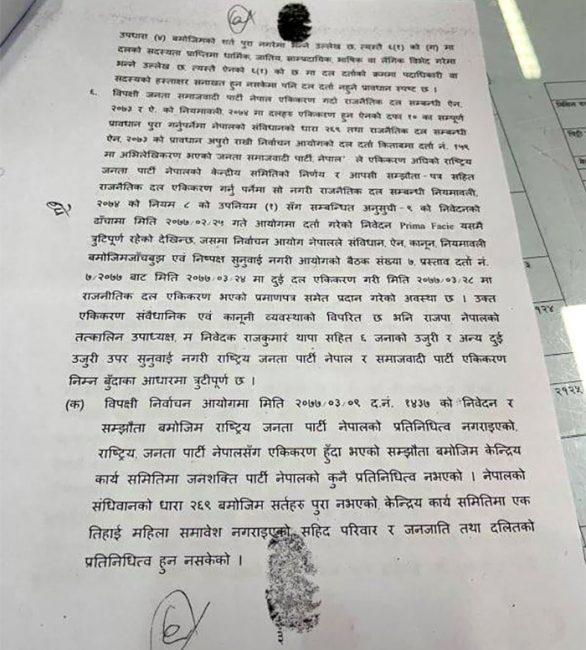 उपधारा (४) बमोजिमको शर्त पुरा नगरेमा भन्ने उल्लेख छ, त्यस्तै ६(१) को (ग) मा
दलको सदस्यता प्राप्तिमा धार्मिक, जातिय, साम्प्रदायिक, भाषिक वा लैंगिक विभेद गरेमा
भन्ने उल्लेख छ, त्यस्तै ऐनको ६(१) को छ मा दल दर्ताको क्रममा पदाधिकारी वा
सदस्यको हस्ताक्षर सनाखत हुन नसकेमा पनि दल दर्ता नहुने प्रावधान स्पष्ट छ ।
६. विपक्षी जनता समाजवादी पार्टी नेपाल एकिकरण गर्दा राजनैतिक दल सम्बन्धी ऐन,
२०७३ र ऐ. को नियमावली, २०७४ मा दलहरु एकिकरण हुन ऐनको दफा १० का सम्पूर्ण
प्रावधान पुरा गर्नुपर्नेमा नेपालको संविधानको धारा २६९ तथा राजनैतिक दल सम्बन्धी
ऐन, २०७३ को प्रावधान अपुरो राखी निर्वाचन आयोगको दल दर्ता किताबमा दर्ता नं. १५९
मा अभिलेखिकरण भएको जनता समाजवादी पार्टी, नेपाल' ले एकिकरण अघिको राष्ट्रिय
जनता पार्टी नेपालको केन्द्रीय समितिको निर्णय र आपसी सम्झौता-पत्र सहित
राजनैतिक दल एकिकरण गर्नु पर्नेमा सो नगरी राजनैतिक दल सम्बन्धी नियमावली,
२०७४ को नियम ८ को उपनियम (१) सँग सम्बन्धित अनुसुची-९ को निवेदनको
ढाँचामा मिति २०७७/०२/२५ गते आयोगमा दर्ता गरेको निवेदन Prima Facie यसमै
त्रुटिपूर्ण रहेको देखिन्छ, जसमा निर्वाचन आयोग नेपालले संविधान, ऐन, कानून, नियमावली
बमोजिमजाँचबुझ एवं निष्पक्ष सुनुवाई नगरी आयोगको बैठक संख्या ७, प्रस्ताव दर्ता नं.
७/२०७७ बाट मिति २०७७/०३/२४ मा दुई दल एकिकरण गरी मिति २०७७/०३/२८ मा
राजनीतिक दल एकिकरण भएको प्रमाणपत्र समेत प्रदान गरेको अवस्था छ । उक्त
एकिकरण संवैधानिक एवं कानूनी व्यवस्थाको विपरित छ भनि राजपा नेपालको
तत्कालिन उपाध्यक्ष, म निवेदक राजकुमार थापा सहित ६ जनाको उजुरी र अन्य दुई
उजुरी उपर सुनुवाई नगरी राष्ट्रिय जनता पार्टी नेपाल र समाजवादी पार्टी एकिकरण
निम्न बुँदाका आधारमा त्रुटीपूर्ण छ ।
(क) विपक्षी निर्वाचन आयोगमा मिति २०७७/०३/०९ द.नं. १४३७ को निवेदन र
सम्झौता बमोजिम राष्ट्रिय जनता पार्टी नेपालको प्रतिनिधित्व नगराइएको,
राष्ट्रिय, जनता पार्टी नेपालसँग एकिकरण हुँदा भएको सम्झौता बमोजिम केन्द्रिय
कार्य समितिमा जनशक्ति पार्टी नेपालको कुनै प्रतिनिधित्व नभएको । नेपालको
संधिवानको धारा २६९ बमोजिम सर्तहरु पुरा नभएको, केन्द्रिय कार्य समितिमा एक
तिहाई महिला समावेश नगराइएको, सहिद परिवार र जनजाति तथा दलितको
प्रतिनिधित्व हुन नसकेको ।